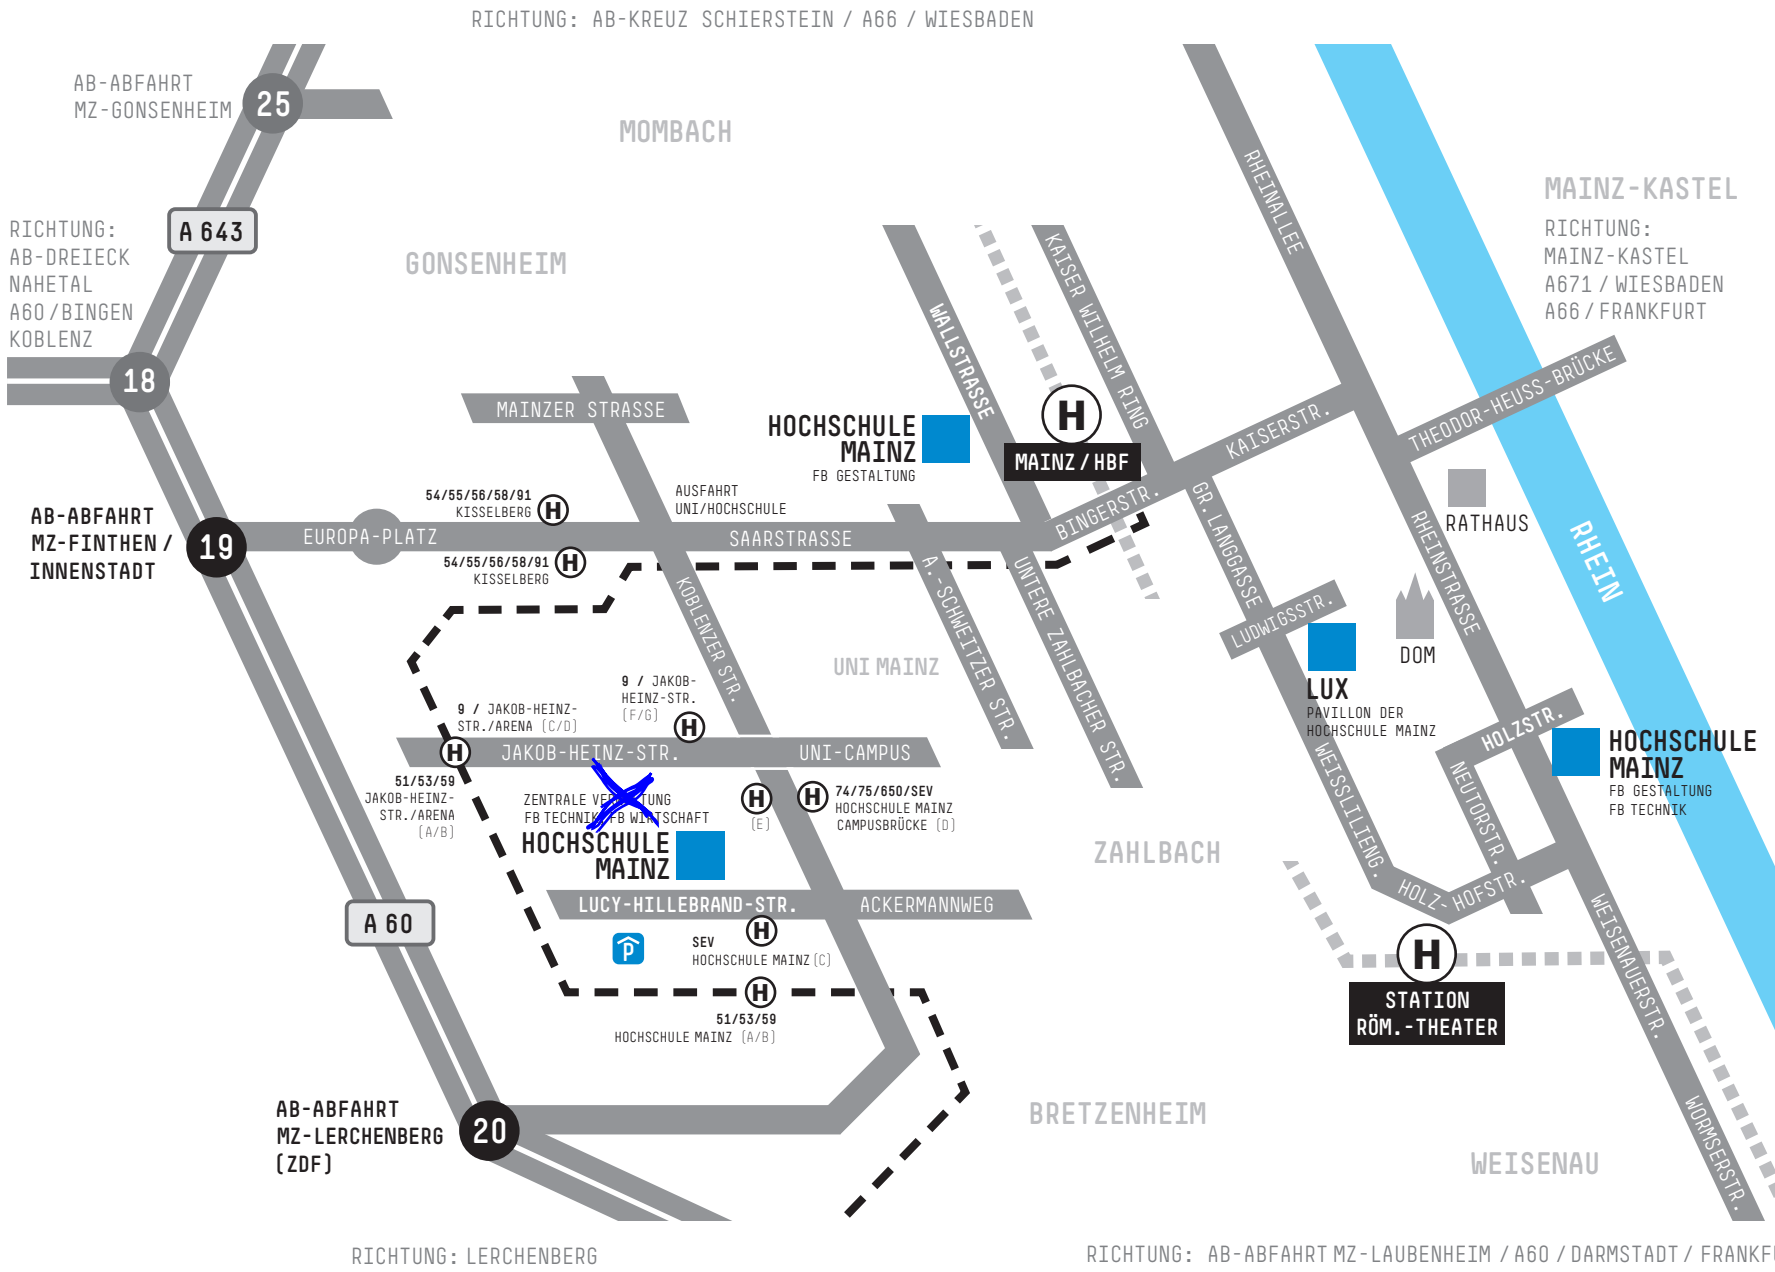 RICHTUNG: AB-KREUZ SCHIERSTEIN / A66 / WIESBADEN
AB-ABFAHRT
MZ-GONSENHEIM
25
MOMBACH
A 643
RICHTUNG:
AB-DREIECK
NAHETAL
A60/BINGEN
KOBLENZ
18
GONSENHEIM
RHEINALLEE
MAINZ-KASTEL
RICHTUNG:
MAINZ-KASTEL
A671 / WIESBADEN
A66 / FRANKFURT
KAISER WILHELM RING
WALLSTRASSE
MAINZER STRASSE
HOCHSCHULE
MAINZ
FB GESTALTUNG
H
MAINZ / HBF
KAISERSTR.
THEODOR-HEUSS-BRÜCKE
AB-ABFAHRT
MZ-FINTHEN /
INNENSTADT
19
EUROPA-PLATZ
54/55/56/58/91
KISSELBERG
H
54/55/56/58/91
KISSELBERG
H
AUSFAHRT
UNI/HOCHSCHULE
SAARSTRASSE
BINGERSTR.
GR. LANGGASSE
RHEINSTRASSE
RATHAUS
RHEIN
KOBLENZER STR.
A.-SCHWEITZER STR.
UNTERE ZAHLBACHER STR.
UNI MAINZ
LUDWIGSSTR.
DOM
LUX
PAVILLON DER
HOCHSCHULE MAINZ
9 / JAKOB-
HEINZ-STR.
(F/G)
H
9 / JAKOB-HEINZ-
STR./ARENA (C/D)
H
JAKOB-HEINZ-STR.
UNI-CAMPUS
51/53/59
JAKOB-HEINZ-
STR./ARENA
(A/B)
WEISSLILIENG.
HOLZSTR.
NEUTORSTR.
HOCHSCHULE
MAINZ
FB GESTALTUNG
FB TECHNIK
ZENTRALE
FB TECHNIK FB WIRTSCHAFT
HOCHSCHULE
MAINZ
H
(E)
H
74/75/650/SEV
HOCHSCHULE MAINZ
CAMPUSBRÜCKE (D)
ZAHLBACH
HOLZ-HOFSTR.
LUCY-HILLEBRAND-STR.
ACKERMANNWEG
A 60
P
SEV
HOCHSCHULE MAINZ (C)
H
H
51/53/59
HOCHSCHULE MAINZ (A/B)
H
STATION
RÖM.-THEATER
WEISENAUERSTR.
AB-ABFAHRT
MZ-LERCHENBERG
(ZDF)
20
BRETZENHEIM
WEISENAU
WORMSERSTR.
RICHTUNG: LERCHENBERG
RICHTUNG: AB-ABFAHRT MZ-LAUBENHEIM / A60 / DARMSTADT /